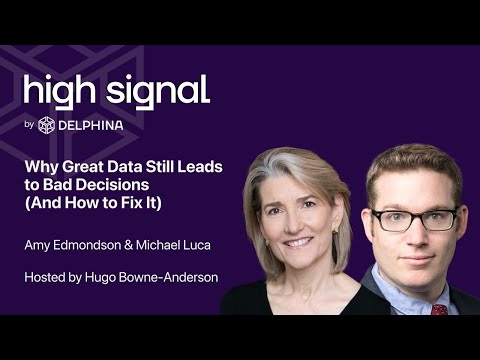 high signal
by DELPHINA
Why Great Data Still Leads
to Bad Decisions
(And How to Fix It)
Amy Edmondson & Michael Luca
Hosted by Hugo Bowne-Anderson